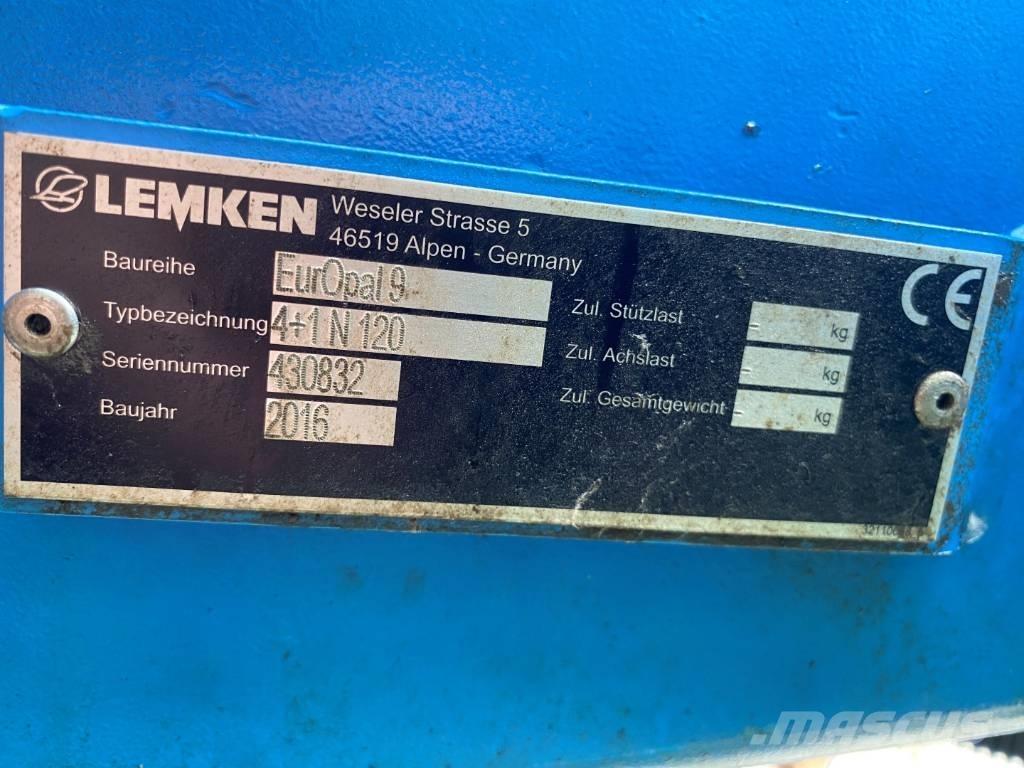 LEMKEN
Weseler Strasse 5
46519 Alpen - Germany
Baureihe EurOpal 9
Typbezeichnung 4+1 N 120
Seriennummer 430832
Baujahr 2016
Zul. Stützlast - kg
Zul. Achslast - kg
Zul. Gesamtgewicht - kg
CE
MASCUS